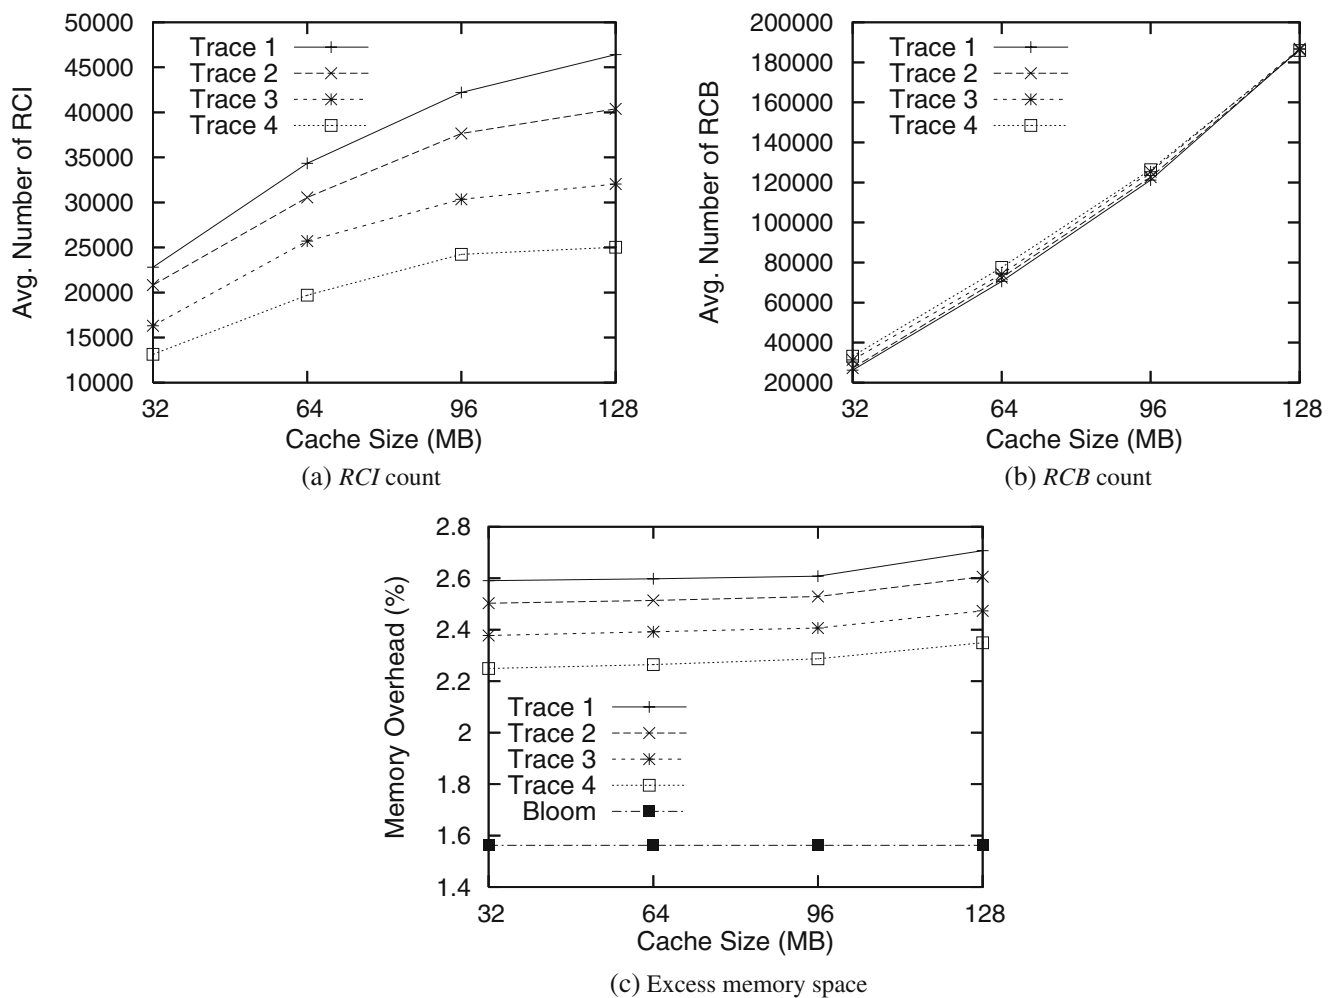 50000
45000
40000
35000
30000
25000
20000
15000
10000
Avg. Number of RCI
Trace 1
Trace 2
Trace 3
Trace 4
32 64 96 128
Cache Size (MB)
(a) RCI count
200000
180000
160000
140000
120000
100000
80000
60000
40000
20000
Avg. Number of RCB
Trace 1
Trace 2
Trace 3
Trace 4
32 64 96 128
Cache Size (MB)
(b) RCB count
2.8
2.6
2.4
2.2
2
1.8
1.6
1.4
Memory Overhead (%)
Trace 1
Trace 2
Trace 3
Trace 4
Bloom
32 64 96 128
Cache Size (MB)
(c) Excess memory space